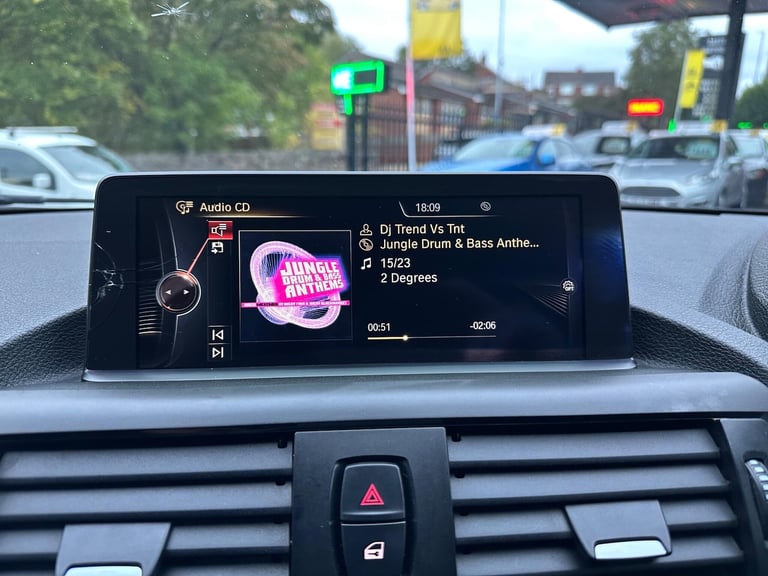 Audio CD
18:09
Dj Trend Vs Tnt
Jungle Drum & Bass Anthe...
15/23
2 Degrees
00:51
-02:06
JUNGLE
DRUM & BASS
ANTHEMS